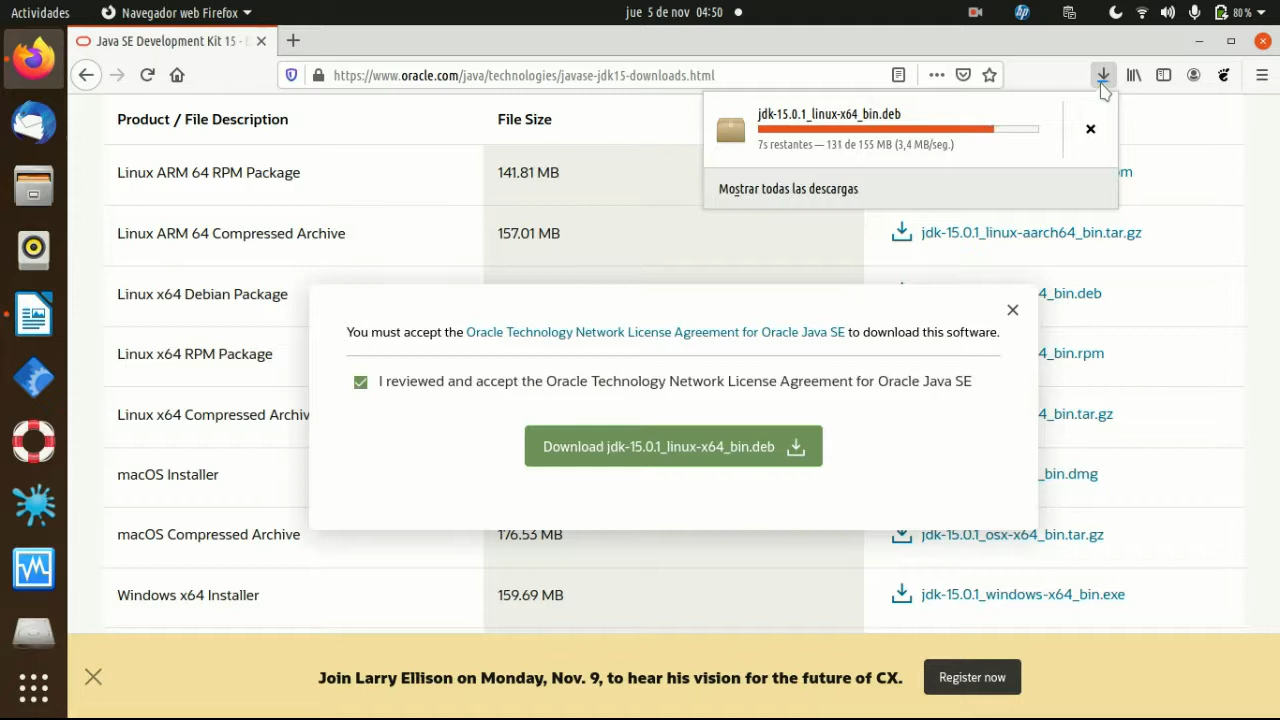 Actividades
Navegador web Firefox
jue 5 de nov 04:50
80 %
Java SE Development Kit 15 -
https://www.oracle.com/java/technologies/javase-jdk15-downloads.html
jdk-15.0.1_linux-x64_bin.deb
7s restantes — 131 de 155 MB (3,4 MB/seg.)
Mostrar todas las descargas
Product / File Description
File Size
Linux ARM 64 RPM Package
141.81 MB
Linux ARM 64 Compressed Archive
157.01 MB
jdk-15.0.1_linux-aarch64_bin.tar.gz
Linux x64 Debian Package
4_bin.deb
You must accept the Oracle Technology Network License Agreement for Oracle Java SE to download this software.
Linux x64 RPM Package
4_bin.rpm
I reviewed and accept the Oracle Technology Network License Agreement for Oracle Java SE
Linux x64 Compressed Archiv
4_bin.tar.gz
Download jdk-15.0.1_linux-x64_bin.deb
macOS Installer
_bin.dmg
macOS Compressed Archive
176.53 MB
jdk-15.0.1_osx-x64_bin.tar.gz
Windows x64 Installer
159.69 MB
jdk-15.0.1_windows-x64_bin.exe
Join Larry Ellison on Monday, Nov. 9, to hear his vision for the future of CX.
Register now